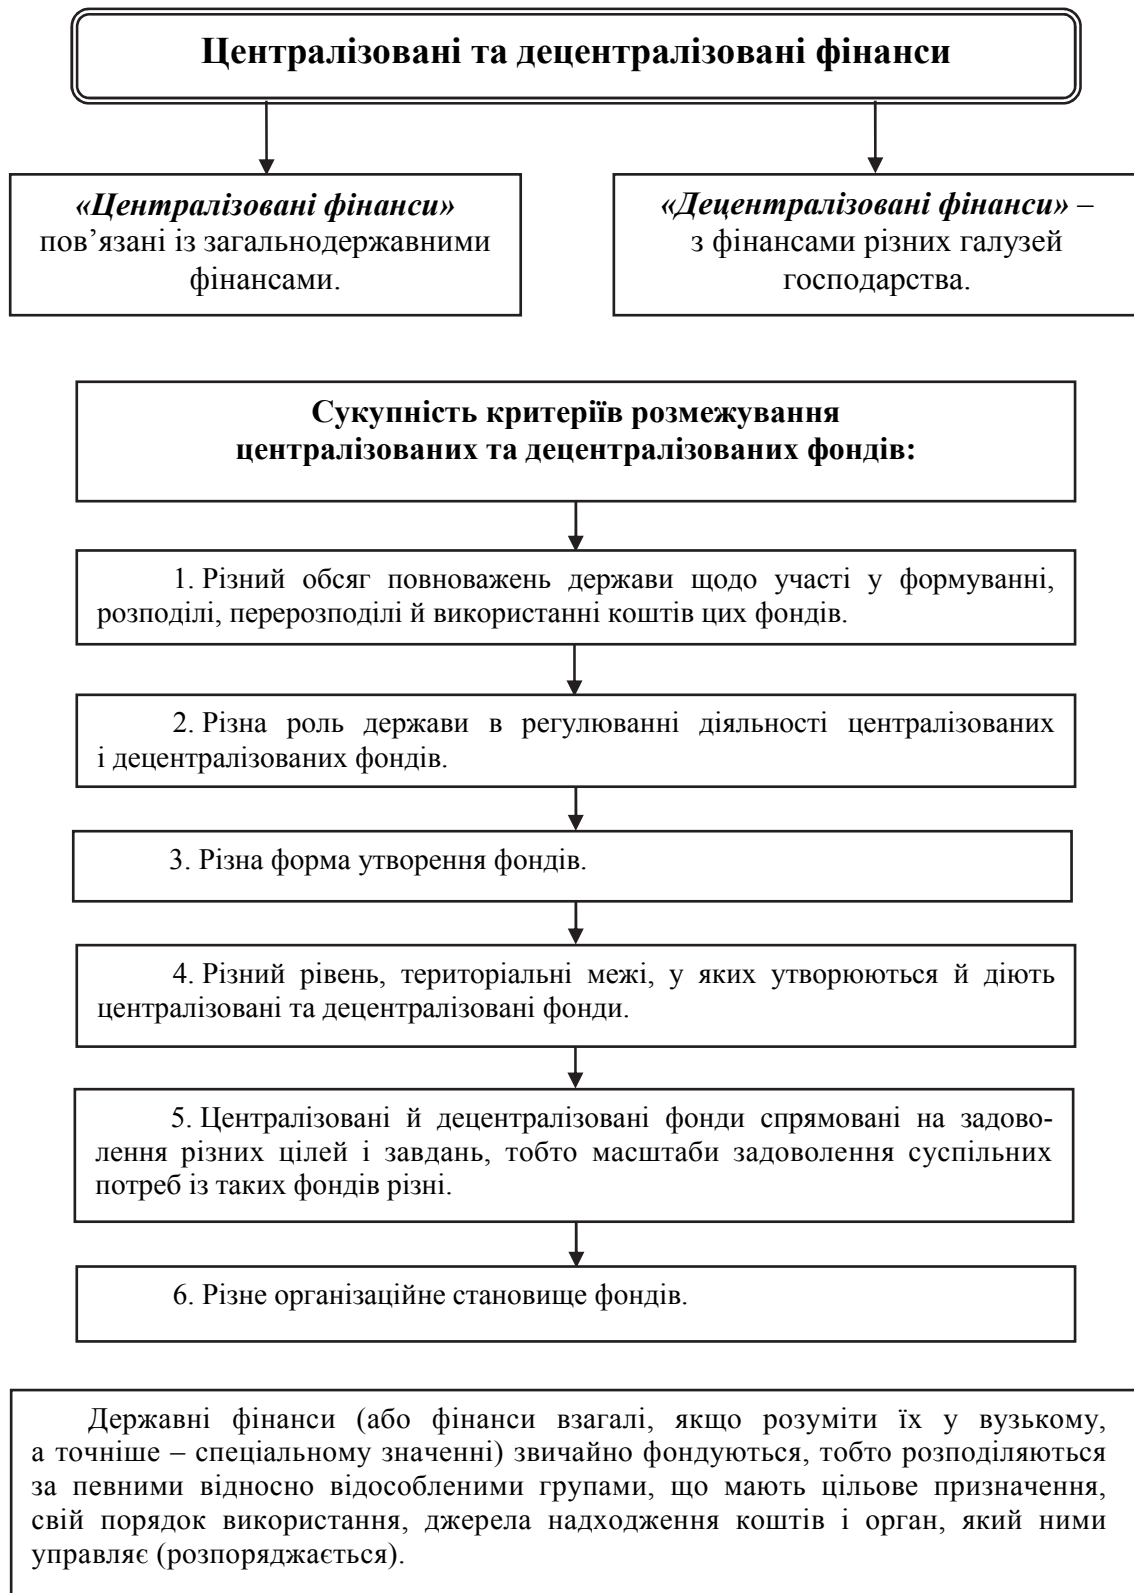 Централізовані та децентралізовані фінанси
«Централізовані фінанси»
пов’язані із загальнодержавними
фінансами.
«Децентралізовані фінанси» –
з фінансами різних галузей
господарства.
Сукупність критеріїв розмежування
централізованих та децентралізованих фондів:
1. Різний обсяг повноважень держави щодо участі у формуванні,
розподілі, перерозподілі й використанні коштів цих фондів.
2. Різна роль держави в регулюванні діяльності централізованих
і децентралізованих фондів.
3. Різна форма утворення фондів.
4. Різний рівень, територіальні межі, у яких утворюються й діють
централізовані та децентралізовані фонди.
5. Централізовані й децентралізовані фонди спрямовані на задово-
лення різних цілей і завдань, тобто масштаби задоволення суспільних
потреб із таких фондів різні.
6. Різне організаційне становище фондів.
Державні фінанси (або фінанси взагалі, якщо розуміти їх у вузькому,
а точніше – спеціальному значенні) звичайно фондуються, тобто розподіляються
за певними відносно відособленими групами, що мають цільове призначення,
свій порядок використання, джерела надходження коштів і орган, який ними
управляє (розпоряджається).